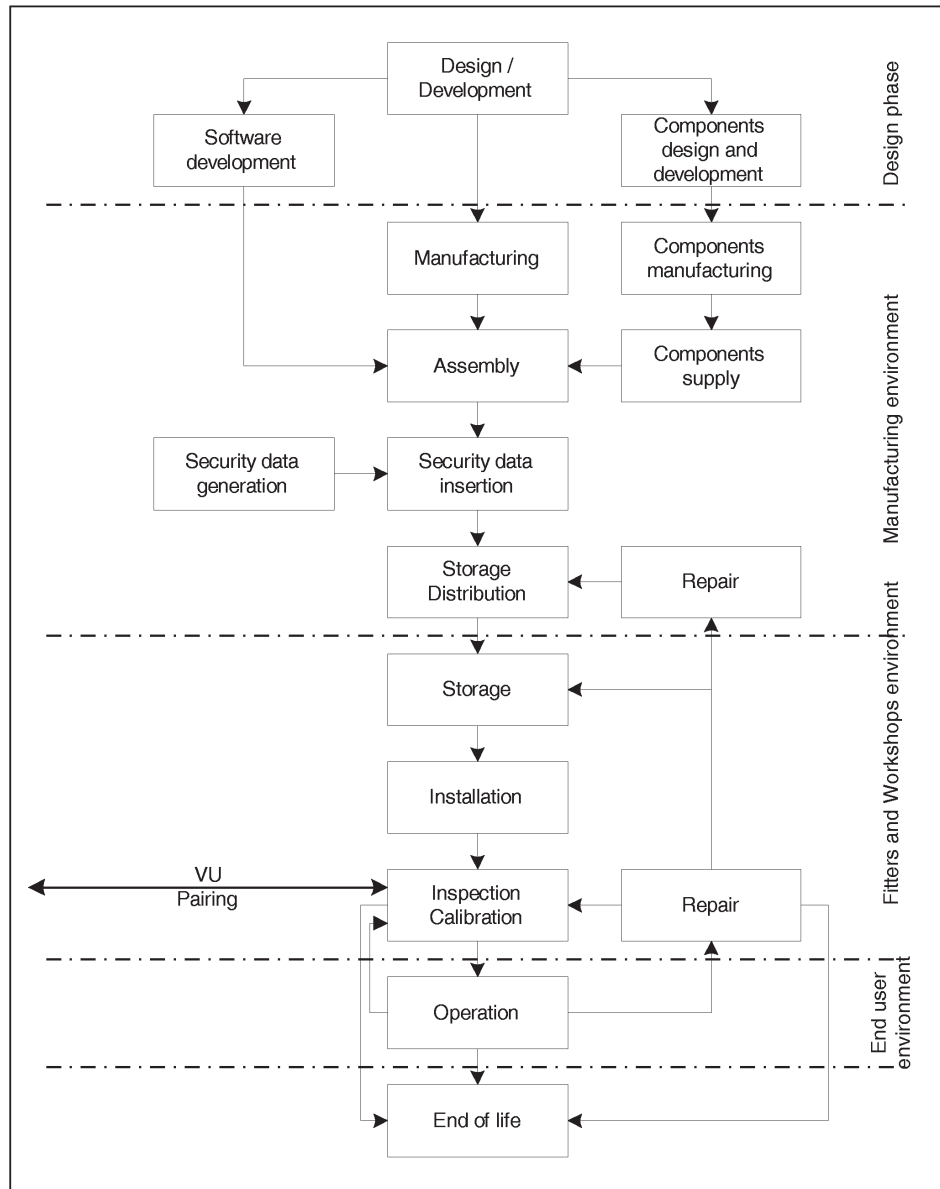 Design /
Development
Software
development
Components
design and
development
Design phase
Manufacturing
Components
manufacturing
Assembly
Components
supply
Manufacturing environment
Security data
generation
Security data
insertion
Storage
Distribution
Repair
Storage
Installation
Fitters and Workshops environment
VU
Pairing
Inspection
Calibration
Repair
Operation
End user
environment
End of life